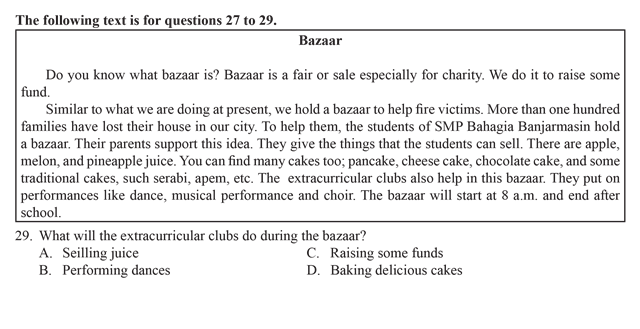 The following text is for questions 27 to 29.
Bazaar
Do you know what bazaar is? Bazaar is a fair or sale especially for charity. We do it to raise some
fund.
Similar to what we are doing at present, we hold a bazaar to help fire victims. More than one hundred
families have lost their house in our city. To help them, the students of SMP Bahagia Banjarmasin hold
a bazaar. Their parents support this idea. They give the things that the students can sell. There are apple,
melon, and pineapple juice. You can find many cakes too; pancake, cheese cake, chocolate cake, and some
traditional cakes, such serabi, apem, etc. The extracurricular clubs also help in this bazaar. They put on
performances like dance, musical performance and choir. The bazaar will start at 8 a.m. and end after
school.
29. What will the extracurricular clubs do during the bazaar?
A. Seilling juice
C. Raising some funds
B. Performing dances
D. Baking delicious cakes